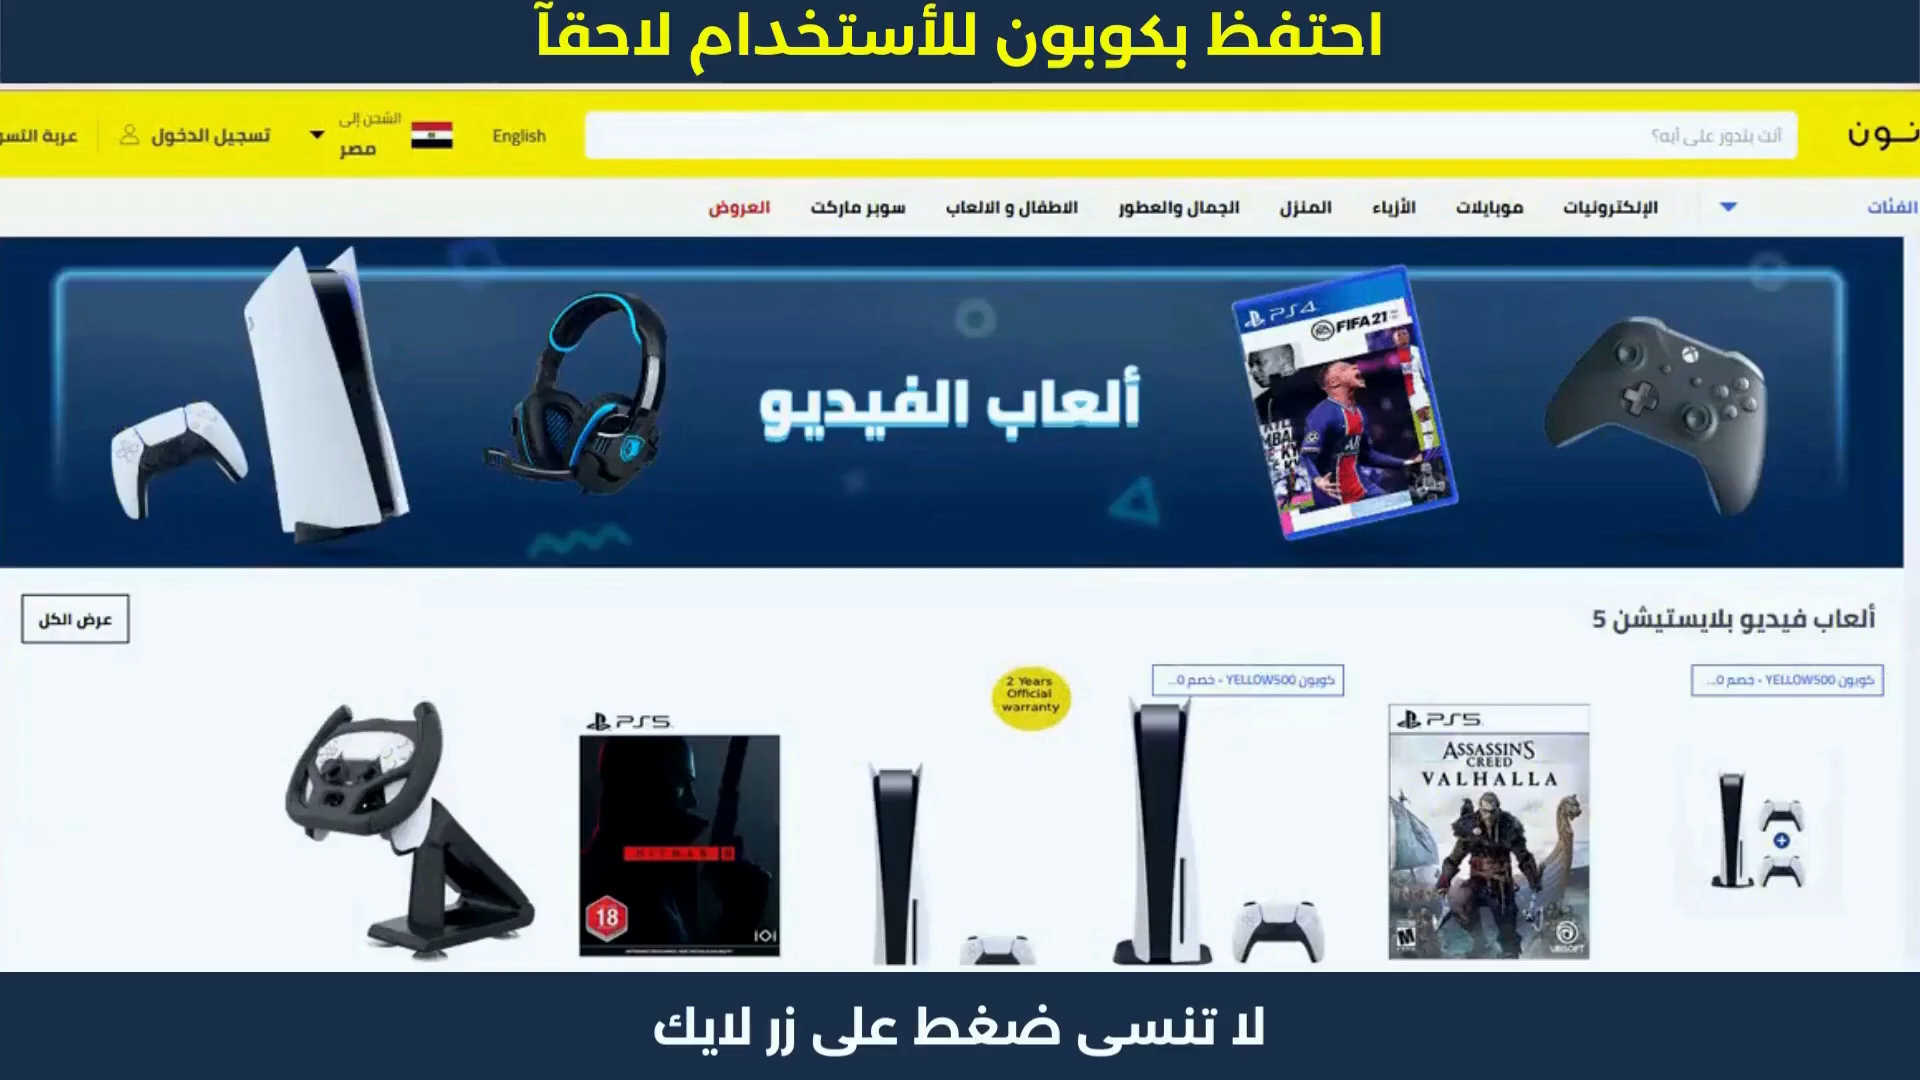 احتفظ بكوبون للأستخدام لاحقآ
نون
أنت بتدور على أيه؟
English
الشحن إلى
مصر
تسجيل الدخول
عربة التسو
الفئات
الإلكترونيات
موبايلات
الأزياء
المنزل
الجمال والعطور
الاطفال و الالعاب
سوبر ماركت
العروض
PS4
FIFA 21
ألعاب الفيديو
ألعاب فيديو بلايستيشن 5
عرض الكل
كوبون YELLOW500 - خصم 0...
كوبون YELLOW500 - خصم 0...
2 Years
Official
warranty
PS5
ASSASSIN'S
CREED
VALHALLA
M
UBISOFT
PS5
HITMAN
18
IOI
لا تنسى ضغط على زر لايك